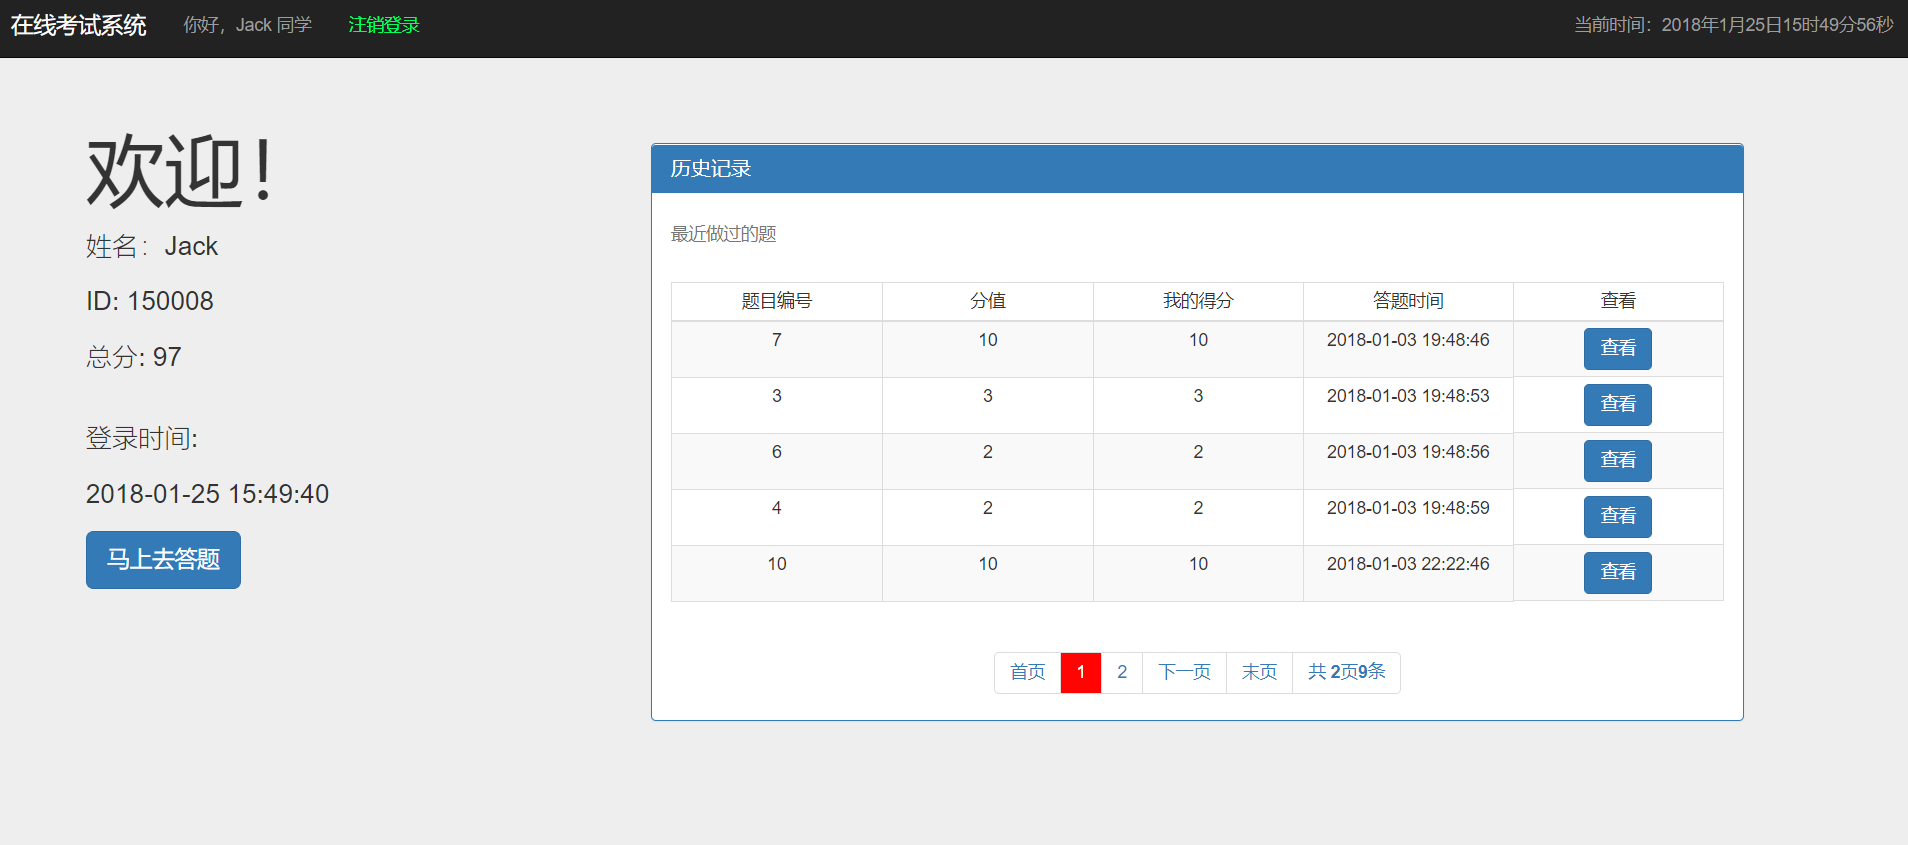 在线考试系统 你好，Jack 同学 注销登录 当前时间：2018年1月25日15时49分56秒
欢迎！
姓名：Jack
ID: 150008
总分: 97
登录时间:
2018-01-25 15:49:40
马上去答题
历史记录
最近做过的题
题目编号 分值 我的得分 答题时间 查看
7 10 10 2018-01-03 19:48:46 查看
3 3 3 2018-01-03 19:48:53 查看
6 2 2 2018-01-03 19:48:56 查看
4 2 2 2018-01-03 19:48:59 查看
10 10 10 2018-01-03 22:22:46 查看
首页 1 2 下一页 末页 共 2页9条